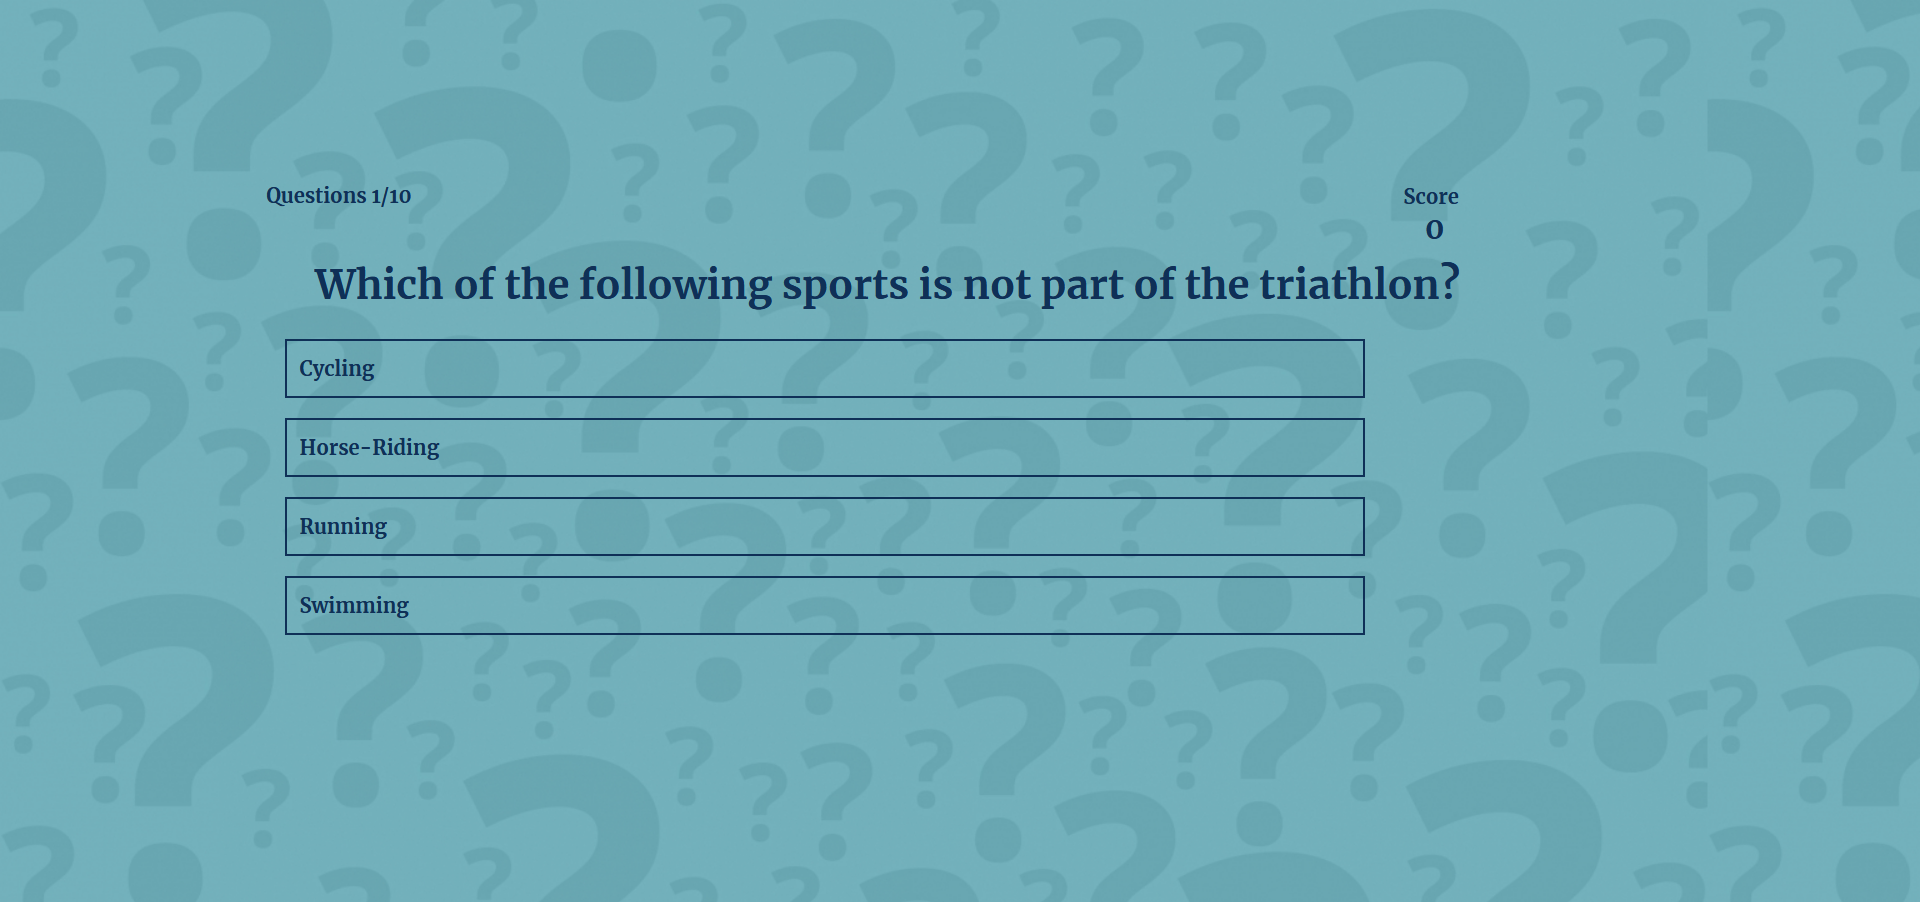 Questions 1/10
Score
0
Which of the following sports is not part of the triathlon?
Cycling
Horse-Riding
Running
Swimming